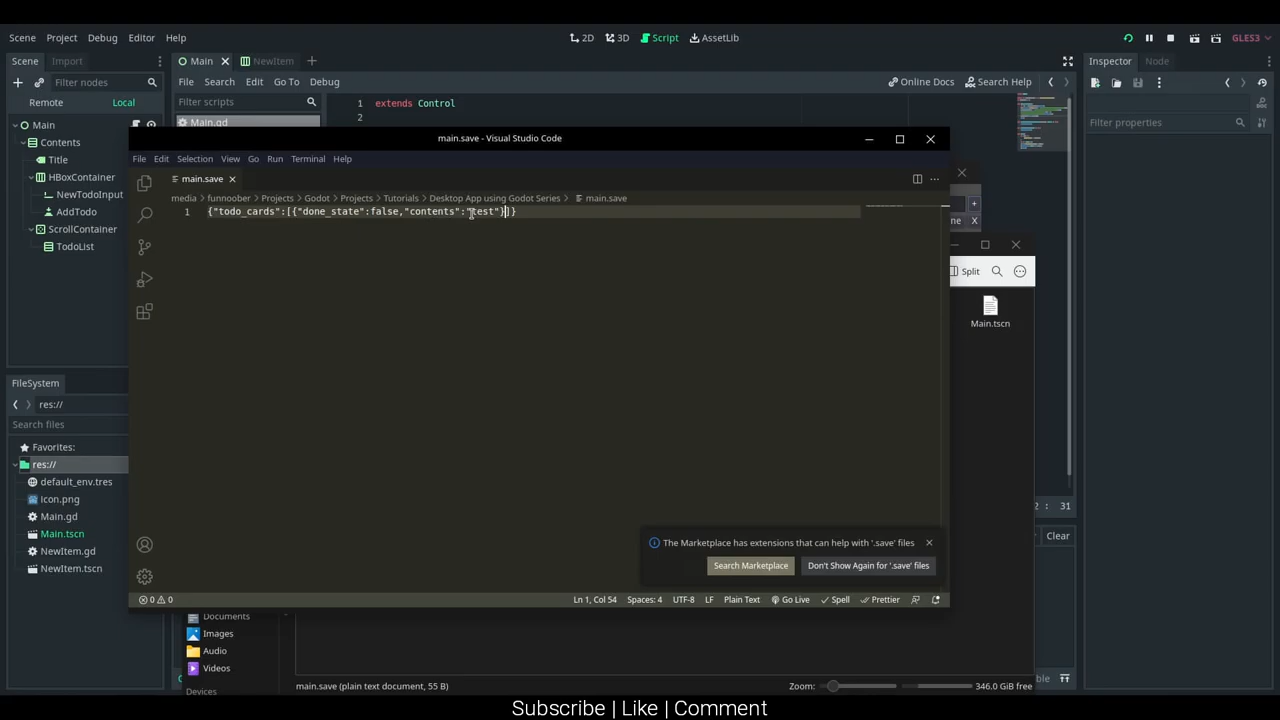 Scene Project Debug Editor Help
2D 3D Script AssetLib
GLES3
Scene Import
Main NewItem
Inspector Node
Filter nodes
File Search Edit Go To Debug
Online Docs Search Help
Remote Local
Filter scripts
1 extends Control
2
Filter properties
Main
Main.gd
Contents
Title
HBoxContainer
NewTodoInput
AddTodo
ScrollContainer
TodoList
main.save - Visual Studio Code
File Edit Selection View Go Run Terminal Help
main.save
media funnoober Projects Godot Projects Tutorials Desktop App using Godot Series main.save
1 {"todo_cards":[{"done_state":false,"contents":"test"}]}
ne X
Split
Main.tscn
FileSystem
res://
Search files
Favorites:
res://
default_env.tres
icon.png
Main.gd
Main.tscn
NewItem.gd
NewItem.tscn
2 : 31
Clear
The Marketplace has extensions that can help with '.save' files
Search Marketplace Don't Show Again for '.save' files
0 0 Ln 1, Col 54 Spaces: 4 UTF-8 LF Plain Text Go Live Spell Prettier
Documents
Images
Audio
Videos
Devices
main.save (plain text document, 55 B) Zoom: 346.0 GiB free
Subscribe | Like | Comment